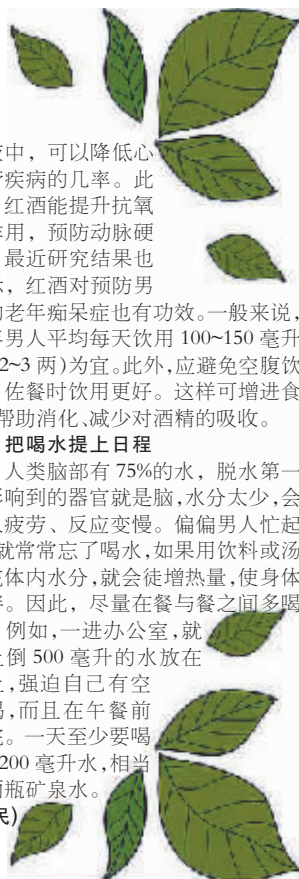 中，可以降低心
疾病的几率。此
红酒能提升抗氧
用，预防动脉硬
最近研究结果也
，红酒对预防男
老年痴呆症也有功效。一般来说，
男人平均每天饮用 100~150 毫升
2~3 两)为宜。此外，应避免空腹饮
佐餐时饮用更好。这样可增进食
帮助消化、减少对酒精的吸收。
把喝水提上日程
人类脑部有 75%的水，脱水第一
响到的器官就是脑，水分太少，会
疲劳、反应变慢。偏偏男人忙起
就常常忘了喝水，如果用饮料或汤
体内水分，就会徒增热量，使身体
。因此，尽量在餐与餐之间多喝
例如，一进办公室，就
倒 500 毫升的水放在
，强迫自己有空
，而且在午餐前
。一天至少要喝
200 毫升水，相当
瓶矿泉水。
)